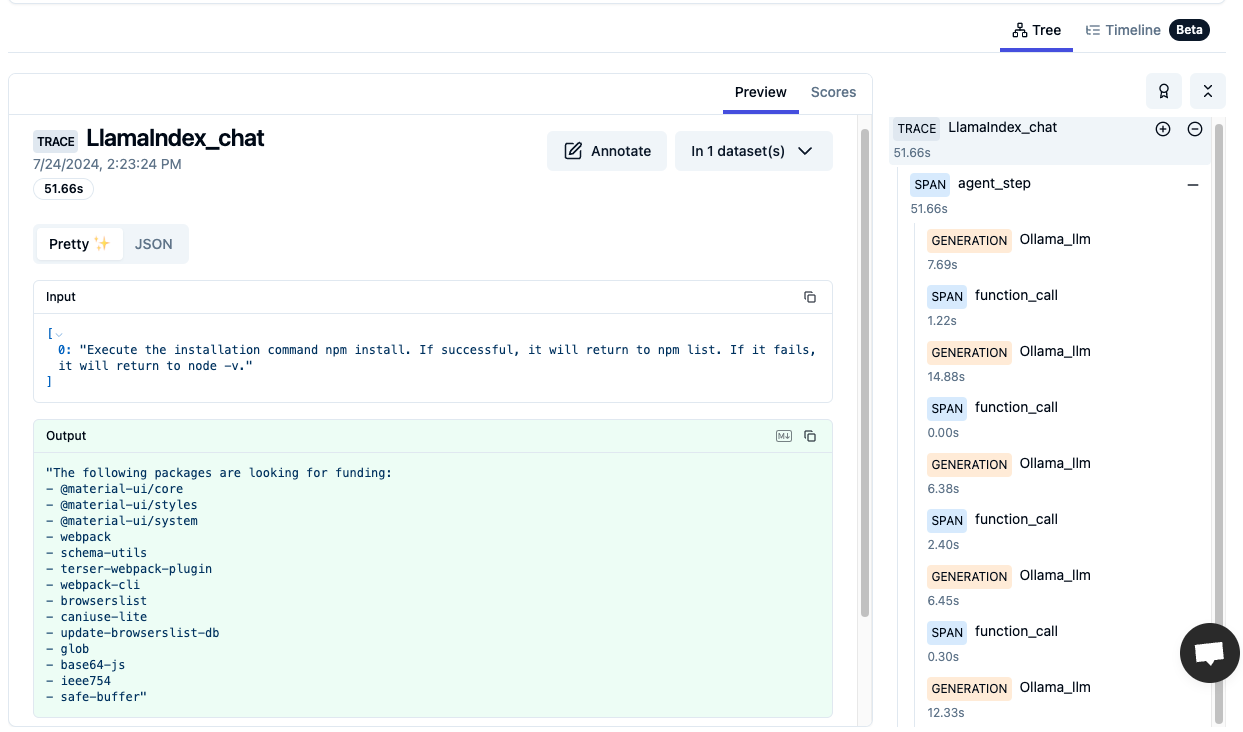 Tree
Timeline Beta
Preview
Scores
TRACE LlamaIndex_chat
7/24/2024, 2:23:24 PM
51.66s
Annotate
In 1 dataset(s)
Pretty ✨
JSON
Input
[
0: "Execute the installation command npm install. If successful, it will return to npm list. If it fails,
it will return to node -v."
]
Output
M↓
"The following packages are looking for funding:
- @material-ui/core
- @material-ui/styles
- @material-ui/system
- webpack
- schema-utils
- terser-webpack-plugin
- webpack-cli
- browserslist
- caniuse-lite
- update-browserslist-db
- glob
- base64-js
- ieee754
- safe-buffer"
TRACE LlamaIndex_chat
51.66s
SPAN agent_step
51.66s
GENERATION Ollama_llm
7.69s
SPAN function_call
1.22s
GENERATION Ollama_llm
14.88s
SPAN function_call
0.00s
GENERATION Ollama_llm
6.38s
SPAN function_call
2.40s
GENERATION Ollama_llm
6.45s
SPAN function_call
0.30s
GENERATION Ollama_llm
12.33s